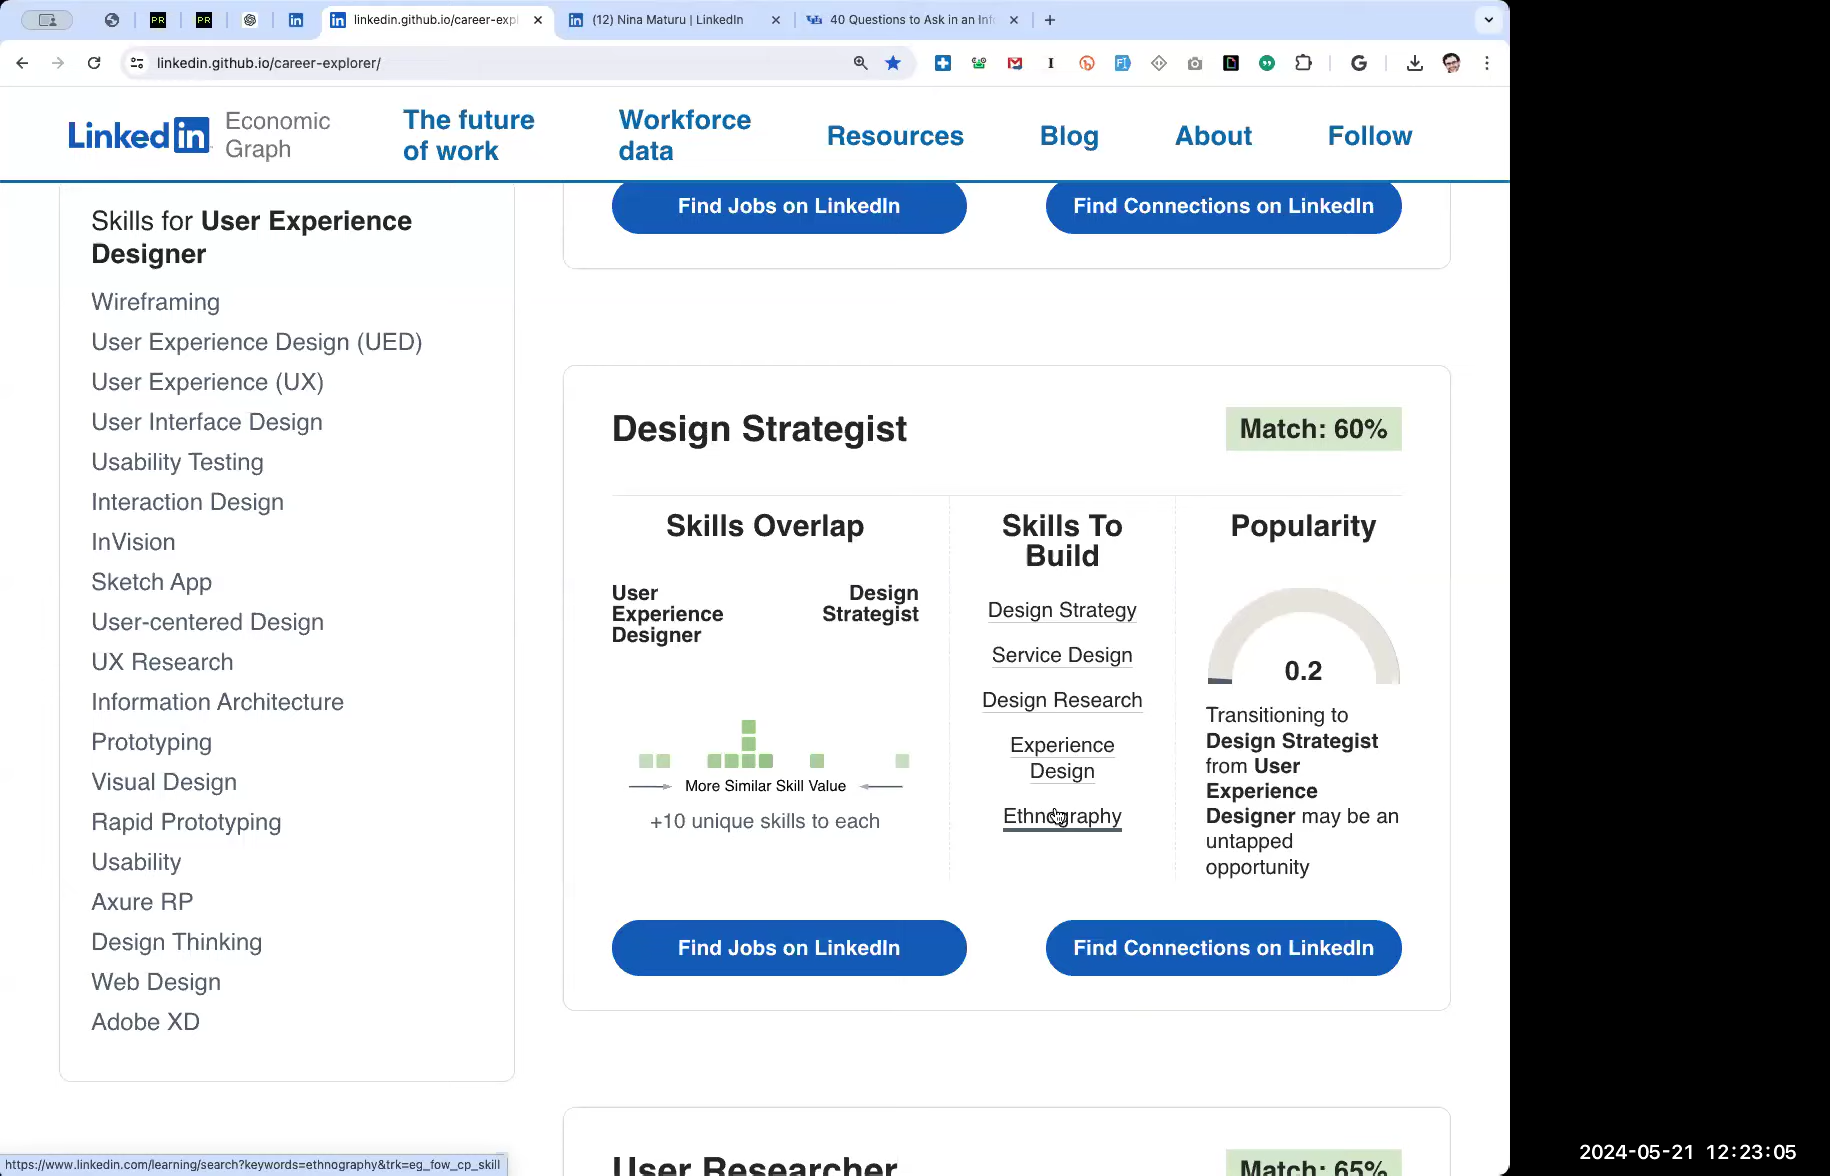 linkedin.github.io/career-expl
(12) Nina Maturu | LinkedIn
40 Questions to Ask in an Inf
linkedin.github.io/career-explorer/
LinkedIn
Economic
Graph
The future
of work
Workforce
data
Resources
Blog
About
Follow
Skills for User Experience
Designer
Wireframing
User Experience Design (UED)
User Experience (UX)
User Interface Design
Usability Testing
Interaction Design
InVision
Sketch App
User-centered Design
UX Research
Information Architecture
Prototyping
Visual Design
Rapid Prototyping
Usability
Axure RP
Design Thinking
Web Design
Adobe XD
Find Jobs on LinkedIn
Find Connections on LinkedIn
Design Strategist
Match: 60%
Skills Overlap
User
Experience
Designer
Design
Strategist
More Similar Skill Value
+10 unique skills to each
Skills To
Build
Design Strategy
Service Design
Design Research
Experience
Design
Ethnography
Popularity
0.2
Transitioning to
Design Strategist
from User
Experience
Designer may be an
untapped
opportunity
Find Jobs on LinkedIn
Find Connections on LinkedIn
User Researcher
Match: 65%
https://www.linkedin.com/learning/search?keywords=ethnography&trk=eg_fow_cp_skill
2024-05-21 12:23:05